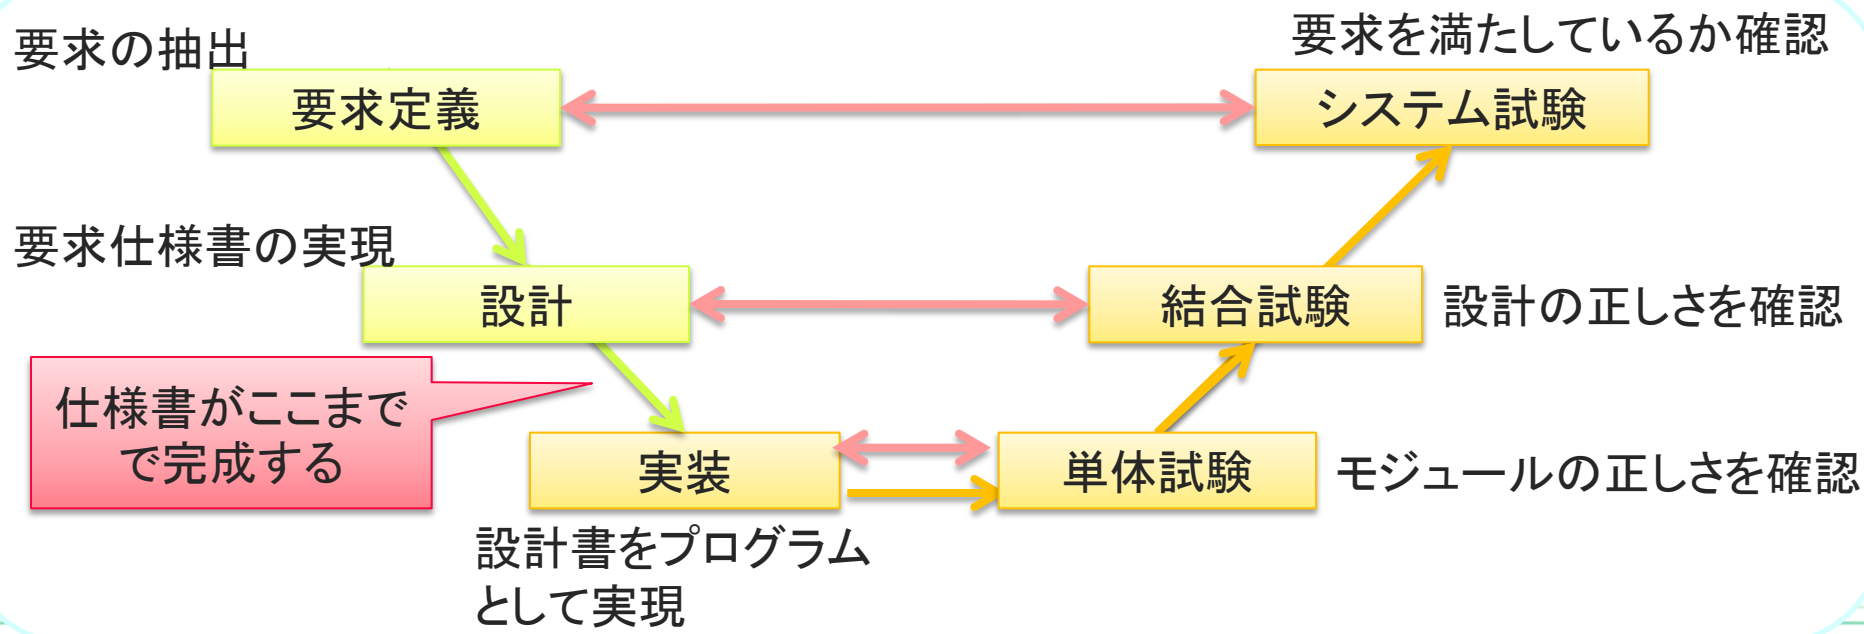 要求の抽出
要求を満たしているか確認
要求定義
システム試験
要求仕様書の実現
設計
結合試験
設計の正しさを確認
仕様書がここまで
で完成する
実装
単体試験
モジュールの正しさを確認
設計書をプログラム
として実現